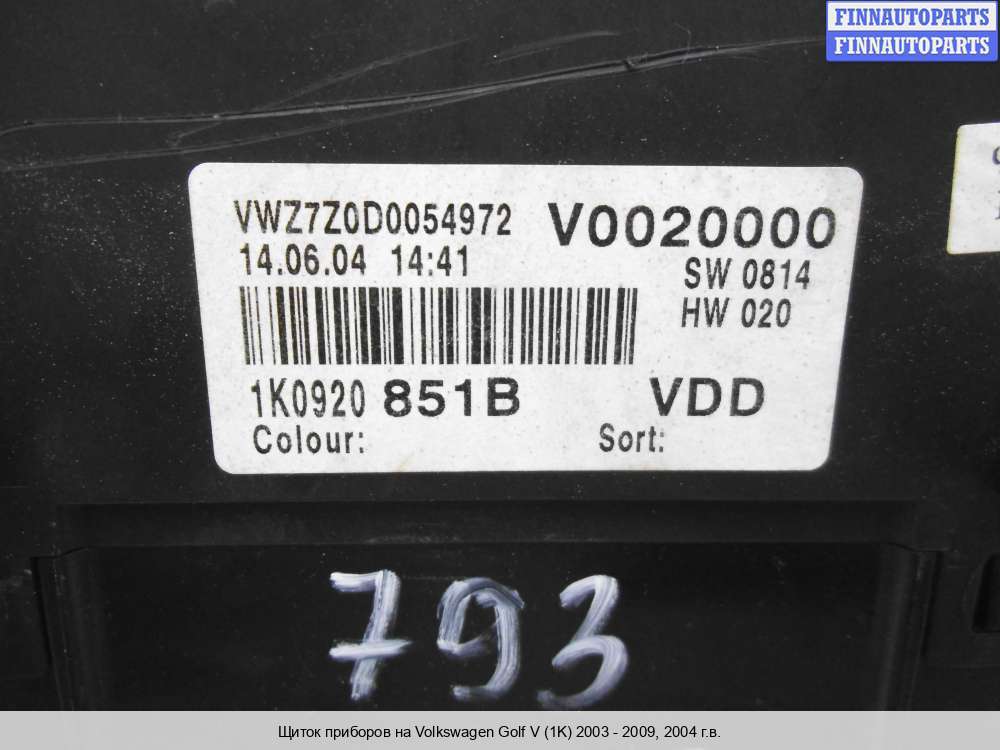 FINNAUTOPARTS
FINNAUTOPARTS
VWZ7Z0D0054972 V0020000
14.06.04 14:41 SW 0814
HW 020
1K0920 851B VDD
Colour: Sort:
793
Щиток приборов на Volkswagen Golf V (1K) 2003 - 2009, 2004 г.в.